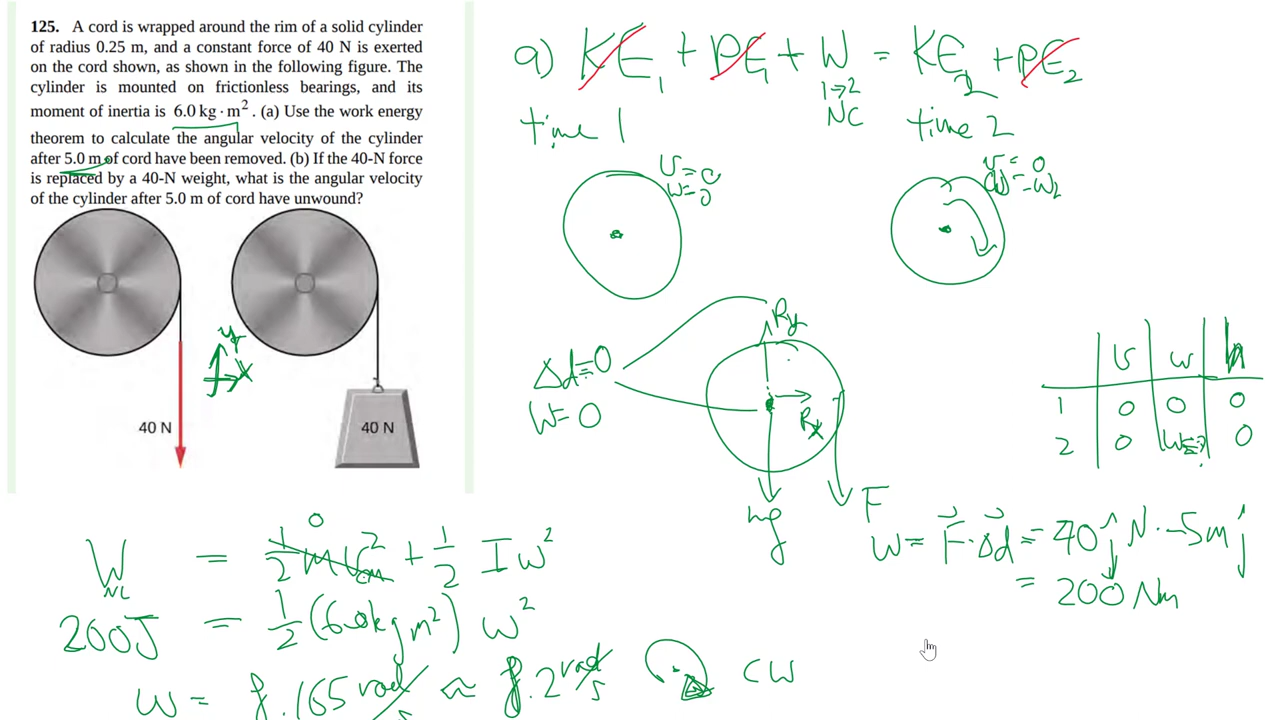 125. A cord is wrapped around the rim of a solid cylinder
of radius 0.25 m, and a constant force of 40 N is exerted
on the cord shown, as shown in the following figure. The
cylinder is mounted on frictionless bearings, and its
moment of inertia is 6.0 kg · m². (a) Use the work energy
theorem to calculate the angular velocity of the cylinder
after 5.0 m of cord have been removed. (b) If the 40-N force
is replaced by a 40-N weight, what is the angular velocity
of the cylinder after 5.0 m of cord have unwound?
40 N
40 N
y
x
a) KE₁ + PE₁ + W = KE₂ + PE₂
1→2
NC
time 1
time 2
v = 0
w = 0
v = 0
ω = -ω₂
Δd = 0
W = 0
Ry
Rx
F
mg
v w h
1 0 0 0
2 0 w=? 0
W = F · Δd = 40 j N · -5m j
= 200 Nm
0
W = 1/2 m v² + 1/2 I ω²
NC cm
200J = 1/2 (6.0kg m²) ω²
w = 8.165 rad/s ≈ 8.2 rad/s CW